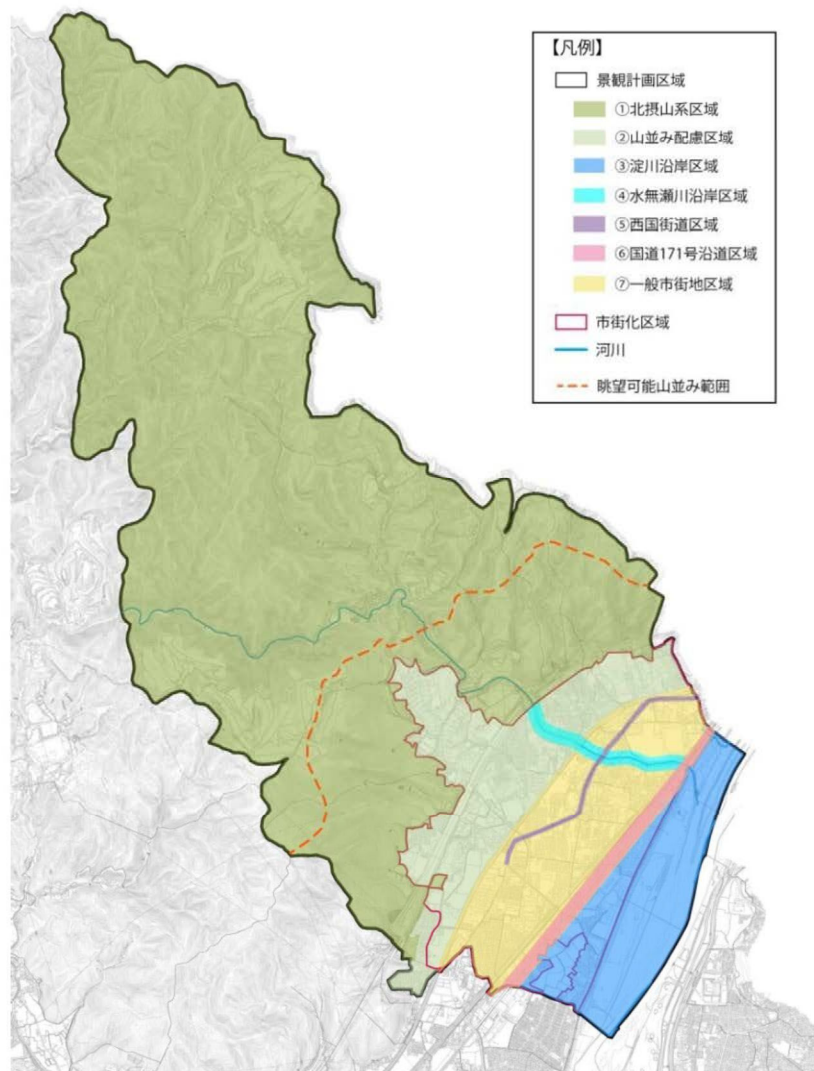 【凡例】
景観計画区域
①北摂山系区域
②山並み配慮区域
③淀川沿岸区域
④水無瀬川沿岸区域
⑤西国街道区域
⑥国道171号沿道区域
⑦一般市街地区域
市街化区域
河川
眺望可能山並み範囲